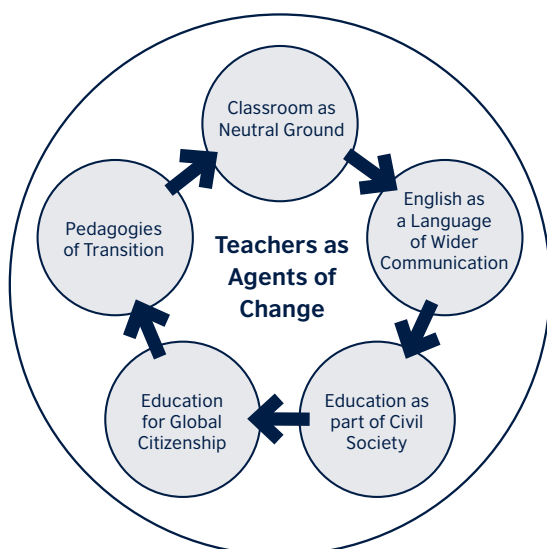 Classroom as
Neutral Ground
English as
a Language
of Wider
Communication
Education as
part of Civil
Society
Education
for Global
Citizenship
Pedagogies
of Transition
Teachers as
Agents of
Change